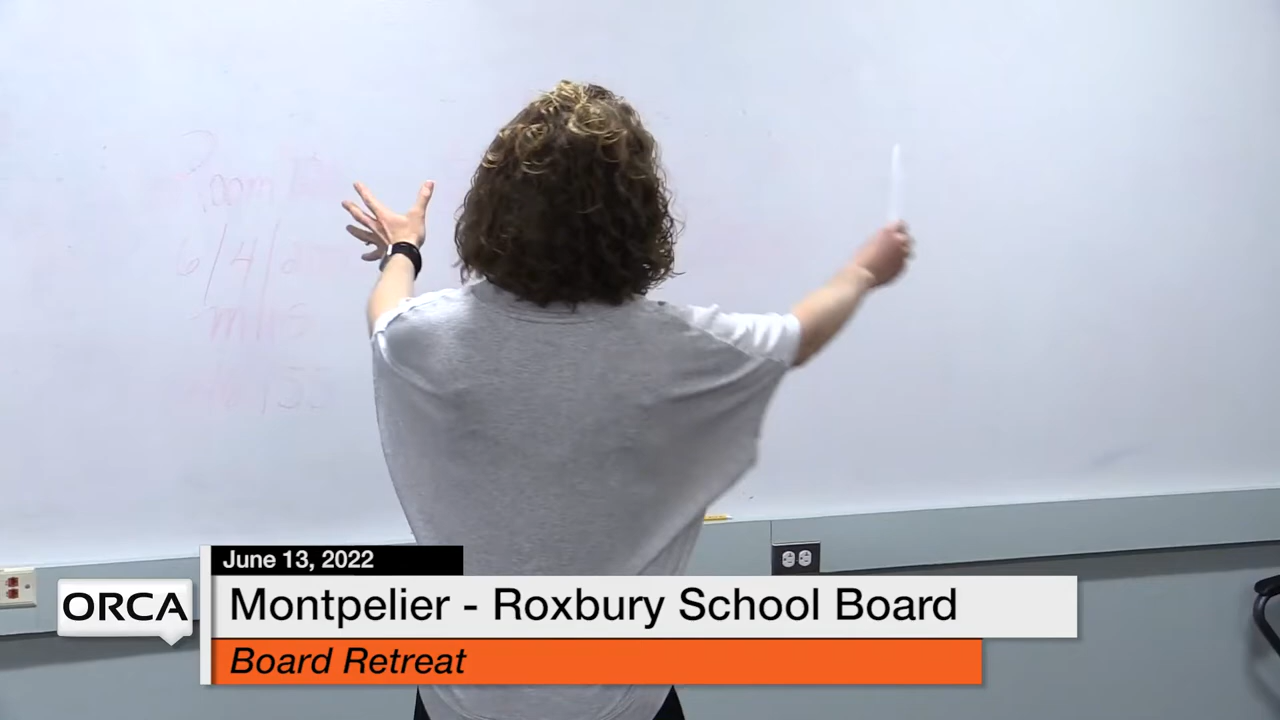 June 13, 2022
ORCA
Montpelier - Roxbury School Board
Board Retreat